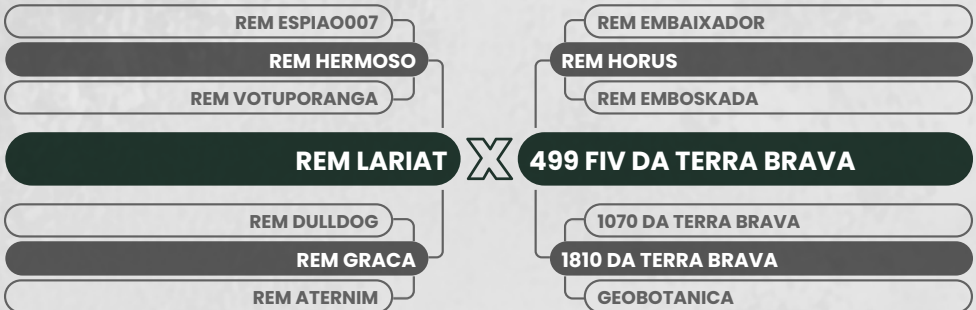 REM ESPIAO007
REM HERMOSO
REM VOTUPORANGA
REM LARIAT
REM DULLDOG
REM GRACA
REM ATERNIM
X
REM EMBAIXADOR
REM HORUS
REM EMBOSKADA
499 FIV DA TERRA BRAVA
1070 DA TERRA BRAVA
1810 DA TERRA BRAVA
GEOBOTANICA